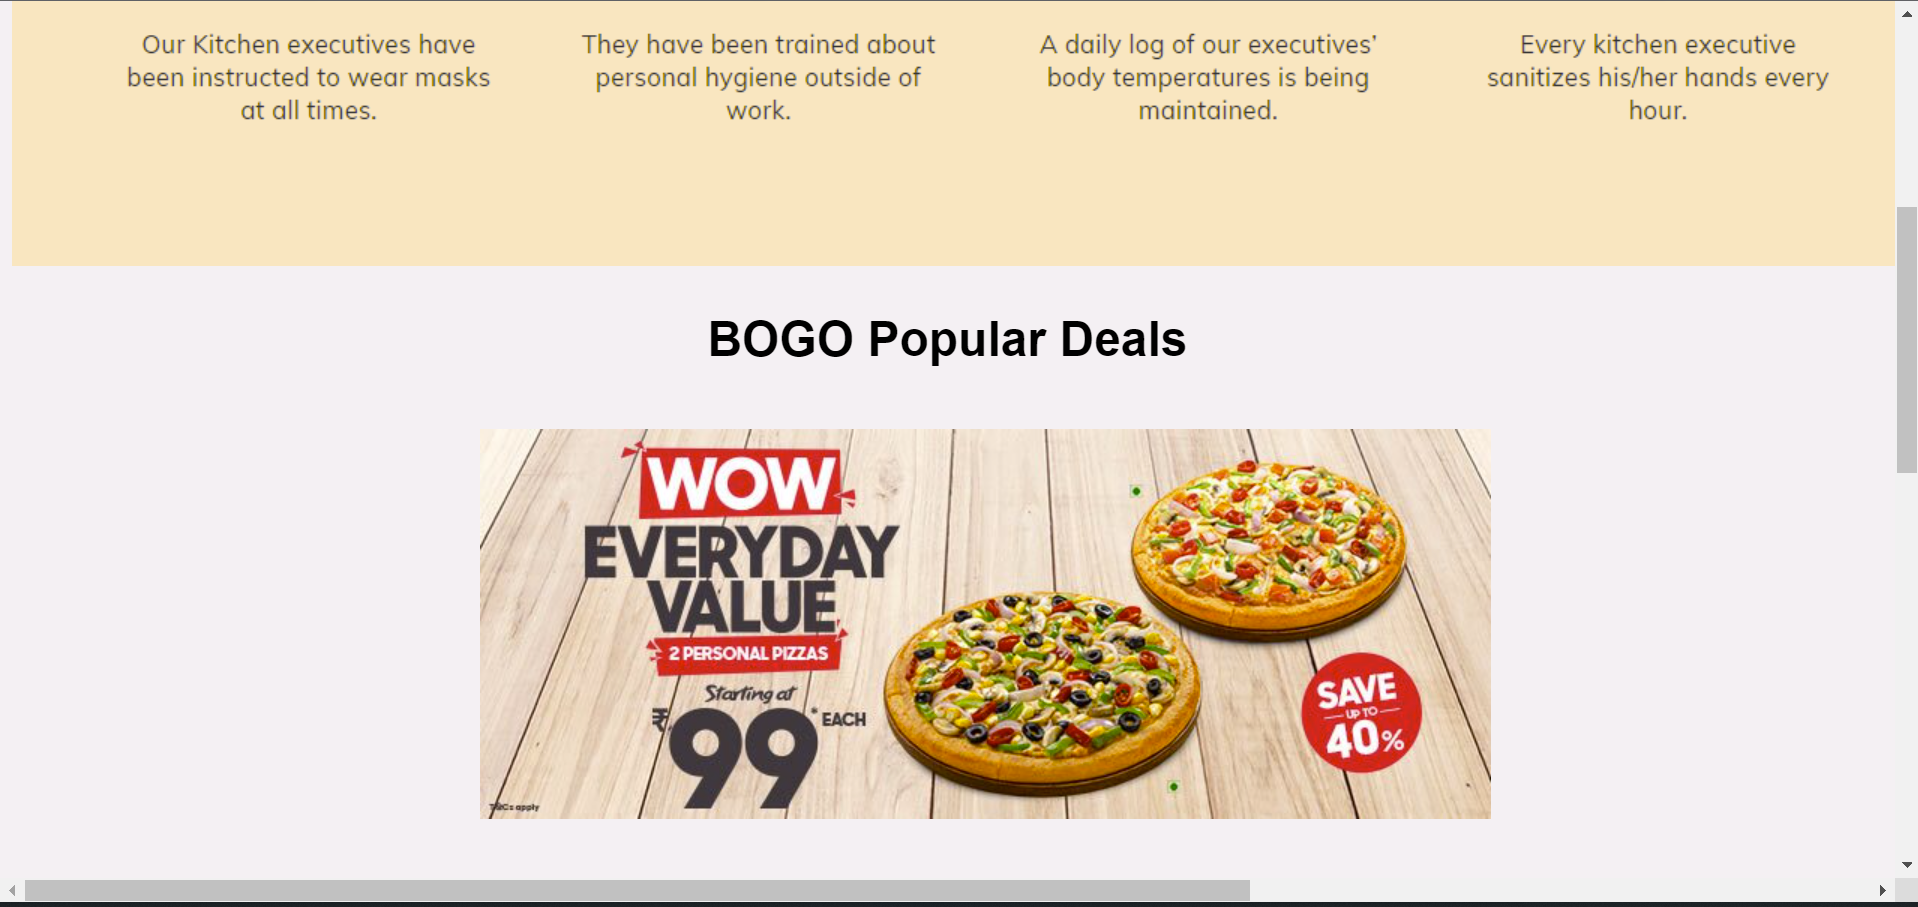 Our Kitchen executives have
been instructed to wear masks
at all times.
They have been trained about
personal hygiene outside of
work.
A daily log of our executives’
body temperatures is being
maintained.
Every kitchen executive
sanitizes his/her hands every
hour.
BOGO Popular Deals
WOW
EVERYDAY
VALUE
2 PERSONAL PIZZAS
Starting at
₹99* EACH
T&Cs apply
SAVE
UP TO
40%